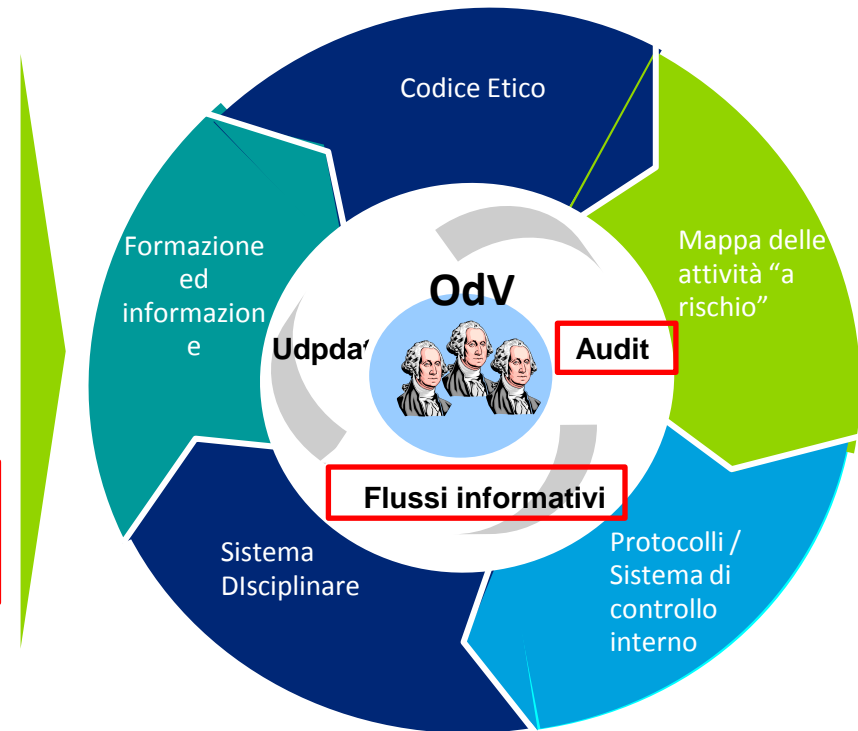 Codice Etico
Mappa delle
attività “a
rischio”
Protocolli /
Sistema di
controllo
interno
Sistema
DIsciplinare
Formazione
ed
informazion
e
OdV
Audit
Flussi informativi